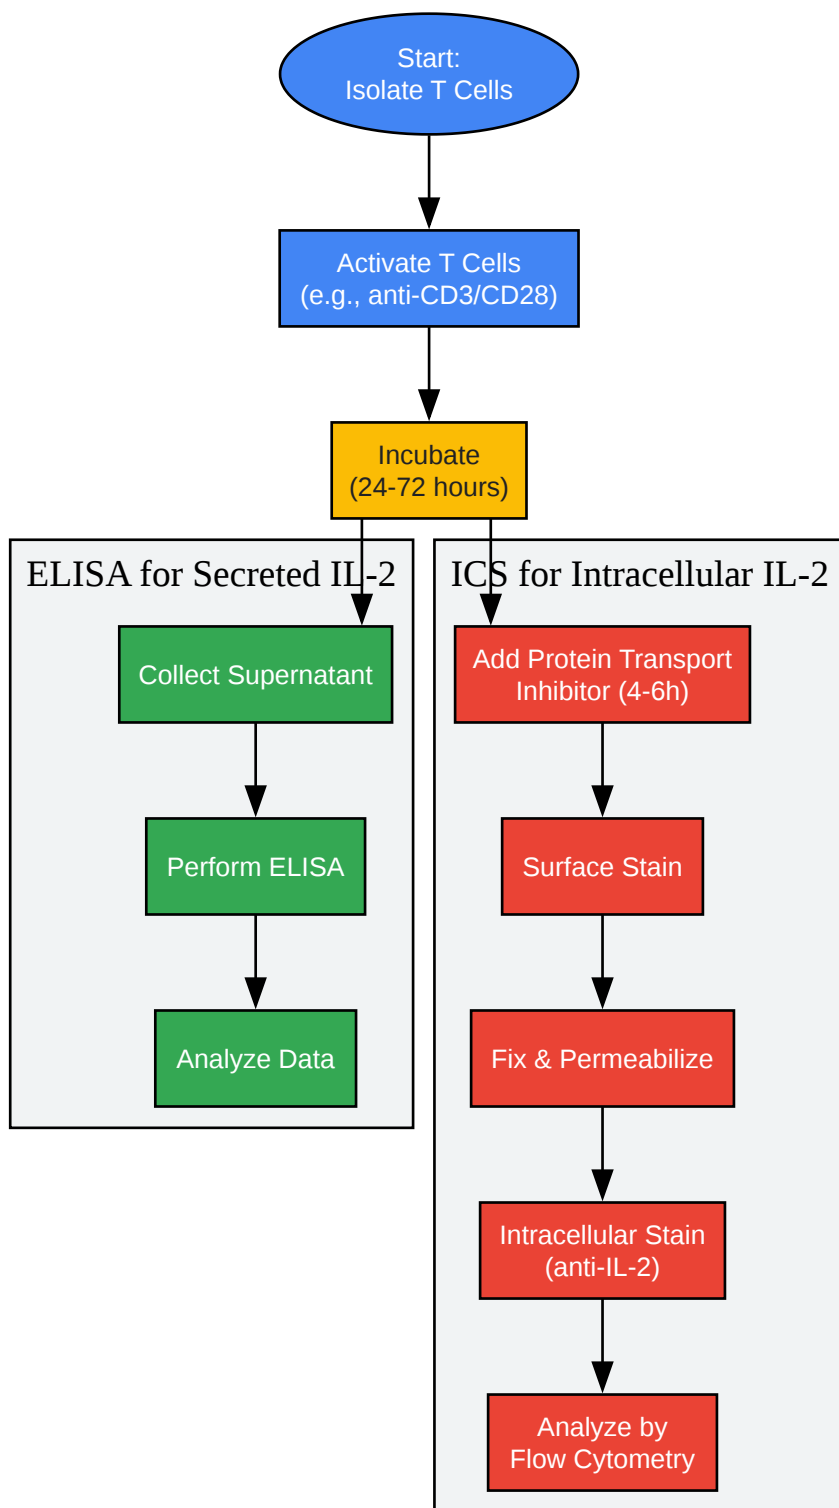 Start:
Isolate T Cells
Activate T Cells
(e.g., anti-CD3/CD28)
Incubate
(24-72 hours)
ELISA for Secreted IL-2
Collect Supernatant
Perform ELISA
Analyze Data
ICS for Intracellular IL-2
Add Protein Transport
Inhibitor (4-6h)
Surface Stain
Fix & Permeabilize
Intracellular Stain
(anti-IL-2)
Analyze by
Flow Cytometry